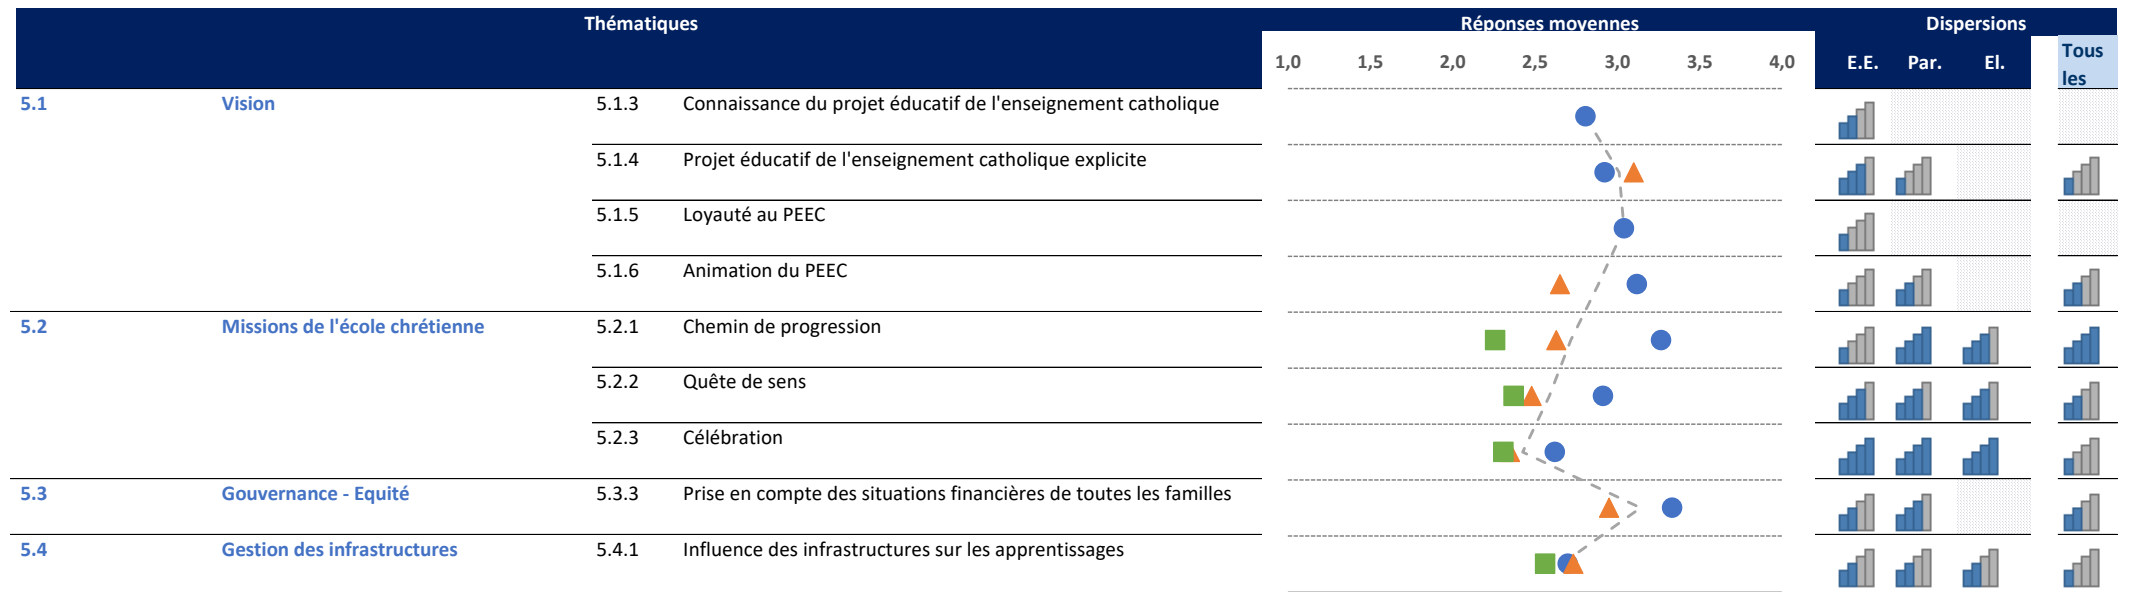 Thématiques Réponses moyennes Dispersions
1,0 1,5 2,0 2,5 3,0 3,5 4,0 E.E. Par. El. Tous
les
5.1 Vision 5.1.3 Connaissance du projet éducatif de l'enseignement catholique
5.1.4 Projet éducatif de l'enseignement catholique explicite
5.1.5 Loyauté au PEEC
5.1.6 Animation du PEEC
5.2 Missions de l'école chrétienne 5.2.1 Chemin de progression
5.2.2 Quête de sens
5.2.3 Célébration
5.3 Gouvernance - Equité 5.3.3 Prise en compte des situations financières de toutes les familles
5.4 Gestion des infrastructures 5.4.1 Influence des infrastructures sur les apprentissages